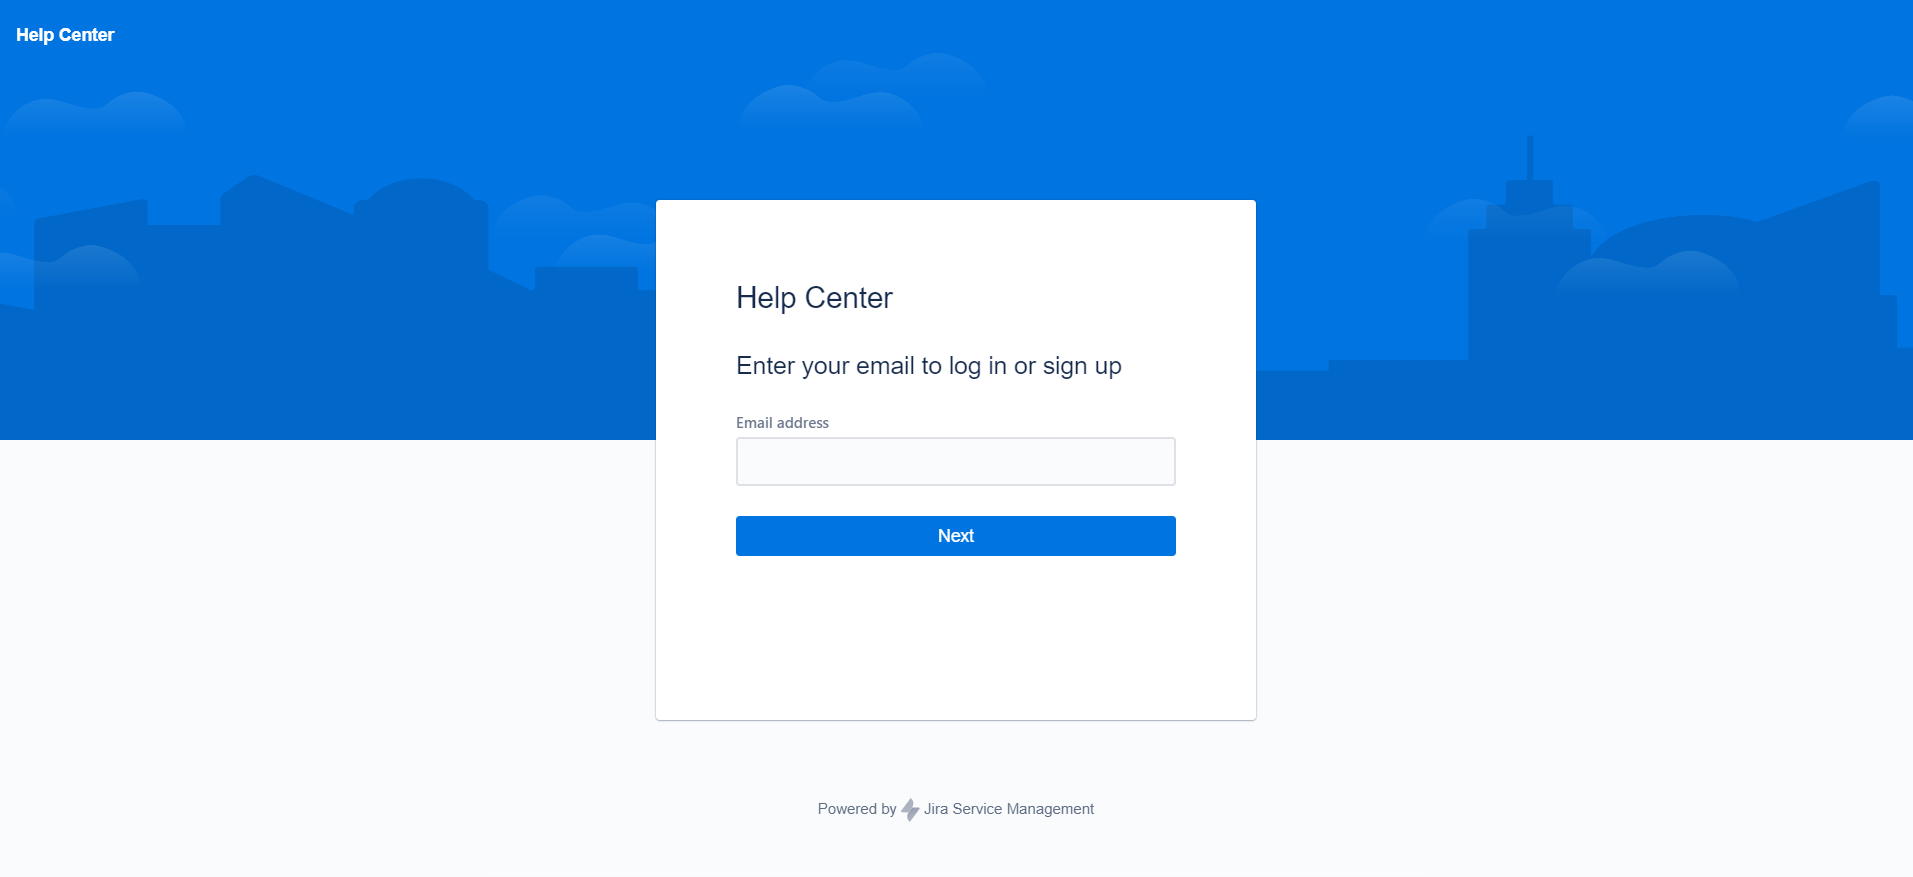 Help Center
Help Center
Enter your email to log in or sign up
Email address
Next
Powered by Jira Service Management